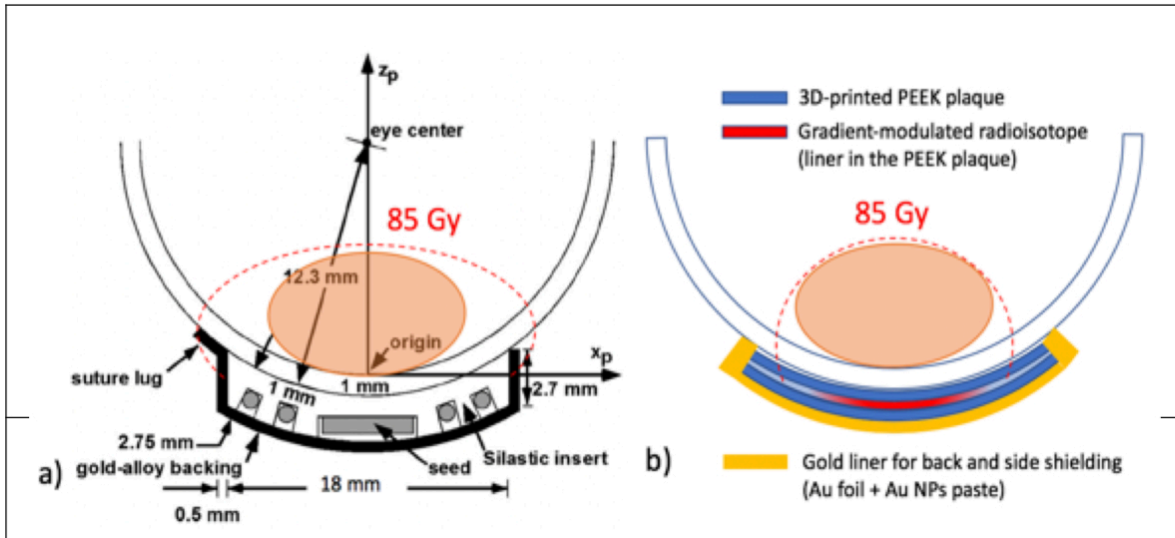 z_p
eye center
85 Gy
12.3 mm
origin
x_p
suture lug
1 mm
1 mm
2.7 mm
2.75 mm
gold-alloy backing
seed
Silastic insert
a)
18 mm
0.5 mm
3D-printed PEEK plaque
Gradient-modulated radioisotope
(liner in the PEEK plaque)
85 Gy
b)
Gold liner for back and side shielding
(Au foil + Au NPs paste)